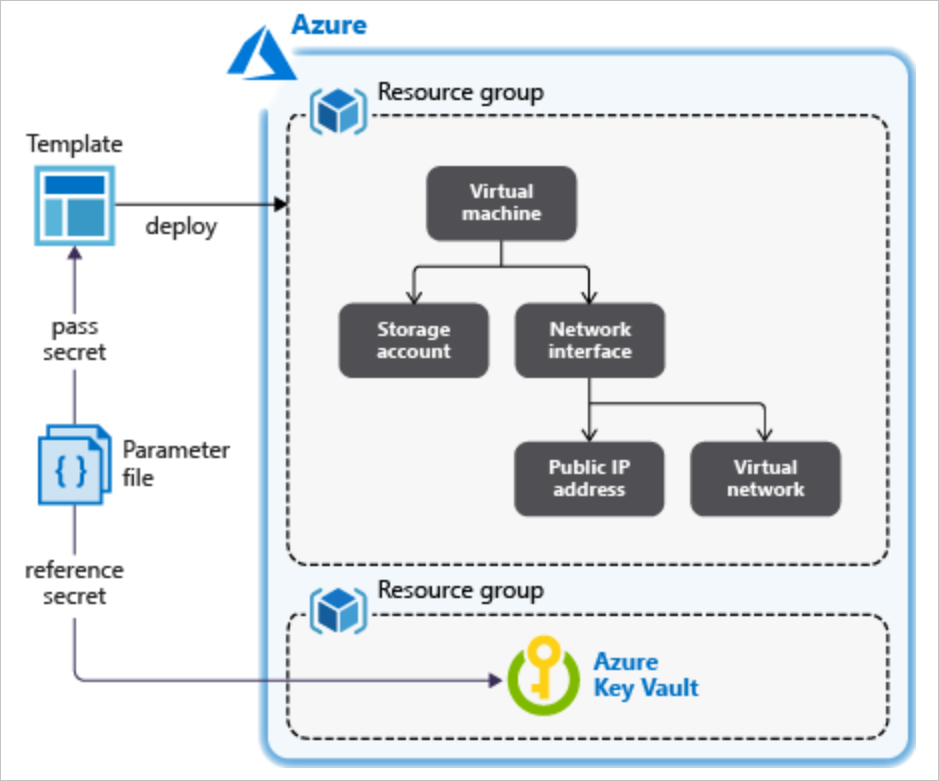 Azure
Resource group
Template
deploy
Virtual
machine
pass
secret
Storage
account
Network
interface
Parameter
file
{ }
Public IP
address
Virtual
network
reference
secret
Resource group
Azure
Key Vault